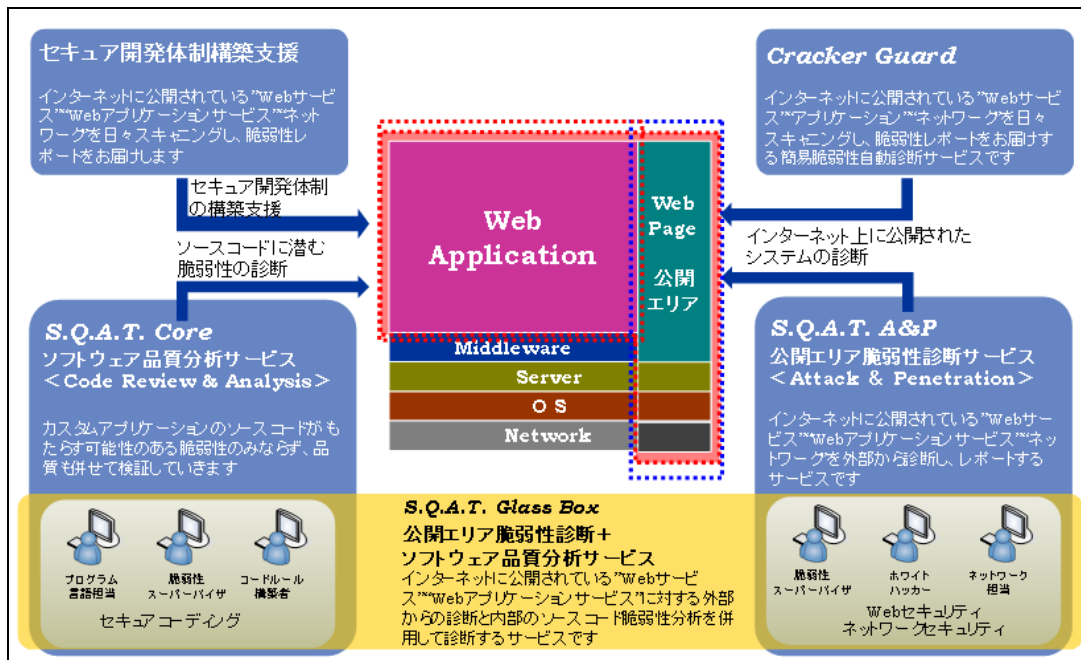 セキュア開発体制構築支援
インターネットに公開されている”Webサービ
ス”“Webアプリケーションサービス”“ネット
ワークを日々スキャニングし、脆弱性レ
ポートをお届けします
セキュア開発体制
の構築支援
ソースコードに潜む
脆弱性の診断
S.Q.A.T. Core
ソフトウェア品質分析サービス
＜Code Review & Analysis＞
カスタムアプリケーションのソースコードがも
たらす可能性のある脆弱性のみならず、品
質も併せて検証していきます
プログラム
言語担当
脆弱性
スーパーバイザ
コードルール
構築者
セキュアコーディング
Web
Application
Web
Page
公開
エリア
Middleware
Server
OS
Network
S.Q.A.T. Glass Box
公開エリア脆弱性診断＋
ソフトウェア品質分析サービス
インターネットに公開されている”Webサービ
ス”“Webアプリケーションサービス”に対する外部
からの診断と内部のソースコード脆弱性分析を併
用して診断するサービスです
Cracker Guard
インターネットに公開されている”Webサービ
ス”“アプリケーション”“ネットワークを日々
スキャニングし、脆弱性レポートをお届けす
る簡易脆弱性自動診断サービスです
インターネット上に公開された
システムの診断
S.Q.A.T. A&P
公開エリア脆弱性診断サービス
＜Attack & Penetration＞
インターネットに公開されている”Webサー
ビス”“Webアプリケーションサービス”“ネッ
トワークを外部から診断し、レポートする
サービスです
脆弱性
スーパーバイザ
ホワイト
ハッカー
ネットワーク
担当
Webセキュリティ
ネットワークセキュリティ